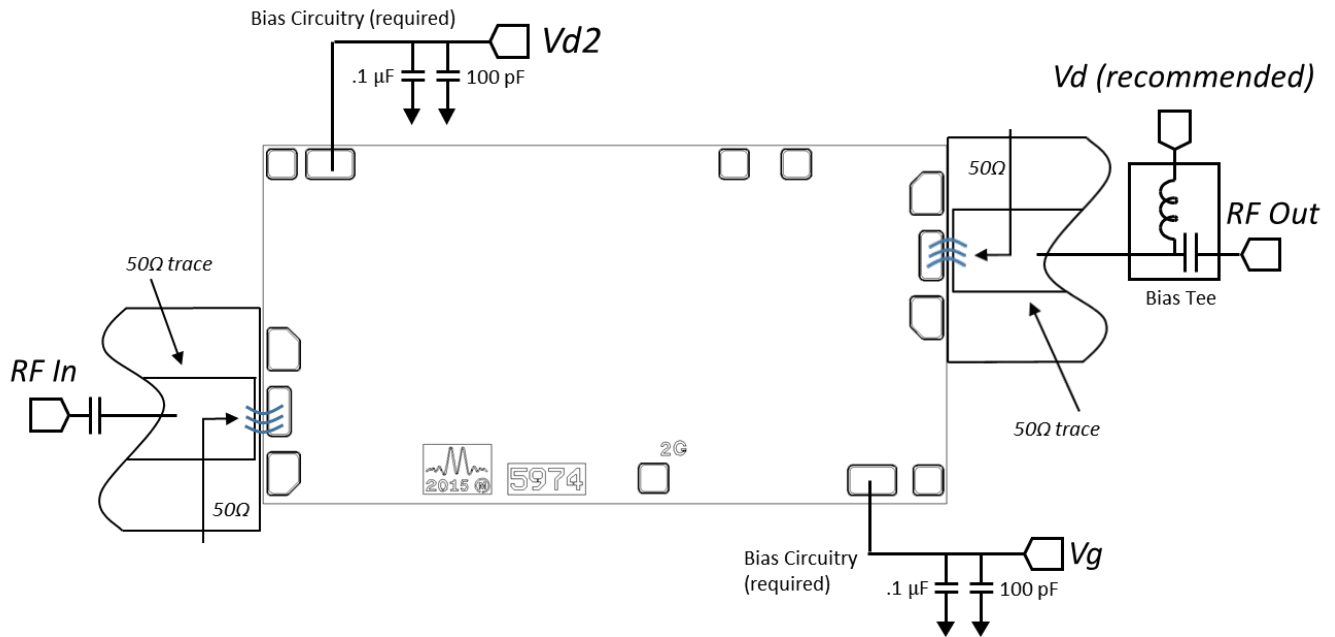 Bias Circuitry (required)
Vd2
.1 µF
100 pF
Vd (recommended)
50Ω
RF Out
Bias Tee
50Ω trace
RF In
50Ω trace
50Ω
2G
2015 M
5974
Bias Circuitry
(required)
Vg
.1 µF
100 pF